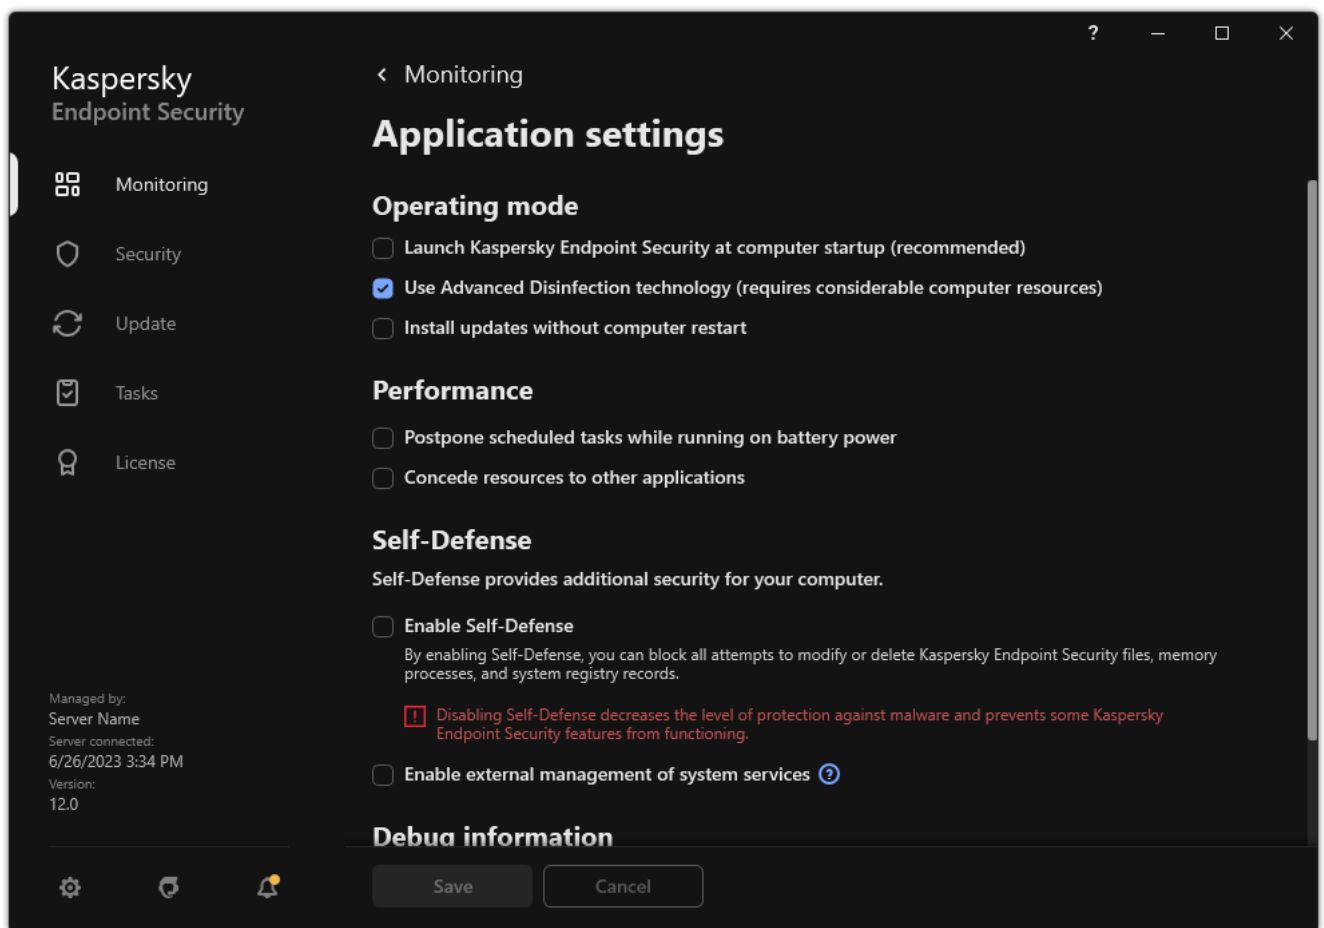 ?
Kaspersky
Endpoint Security
Monitoring
Security
Update
Tasks
License
Managed by:
Server Name
Server connected:
6/26/2023 3:34 PM
Version:
12.0
Monitoring
Application settings
Operating mode
Launch Kaspersky Endpoint Security at computer startup (recommended)
Use Advanced Disinfection technology (requires considerable computer resources)
Install updates without computer restart
Performance
Postpone scheduled tasks while running on battery power
Concede resources to other applications
Self-Defense
Self-Defense provides additional security for your computer.
Enable Self-Defense
By enabling Self-Defense, you can block all attempts to modify or delete Kaspersky Endpoint Security files, memory
processes, and system registry records.
Disabling Self-Defense decreases the level of protection against malware and prevents some Kaspersky
Endpoint Security features from functioning.
Enable external management of system services ?
Debug information
Save
Cancel